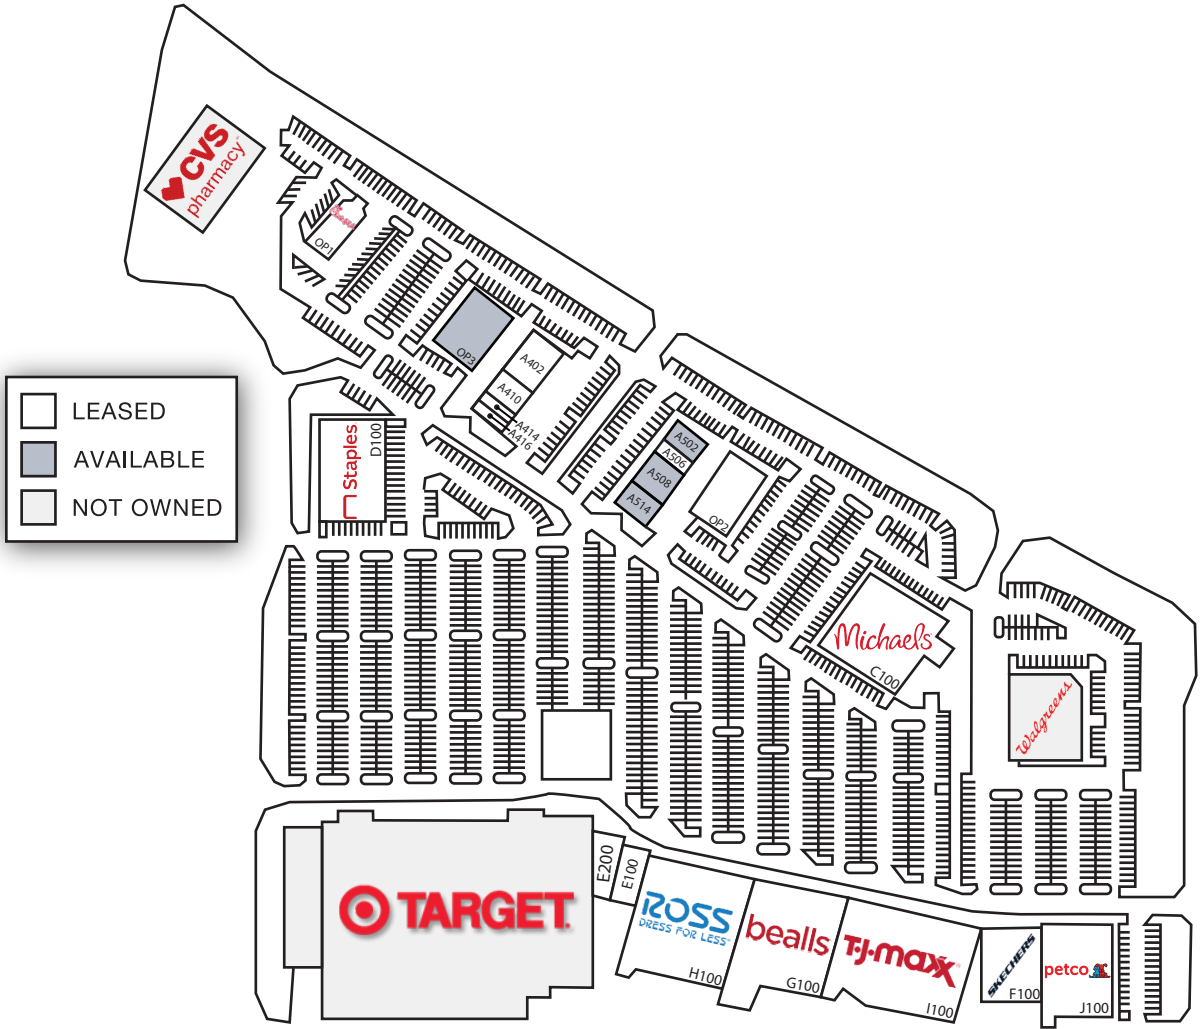 CVS
pharmacy
OP1
OP3
A402
A410
A414
A416
LEASED
AVAILABLE
NOT OWNED
Staples
D100
A502
A506
A508
A514
OP2
Michaels
C100
Walgreens
TARGET
E200
E100
ROSS
DRESS FOR LESS
H100
bealls
G100
T.J.maxx
I100
SKECHERS
F100
petco
J100